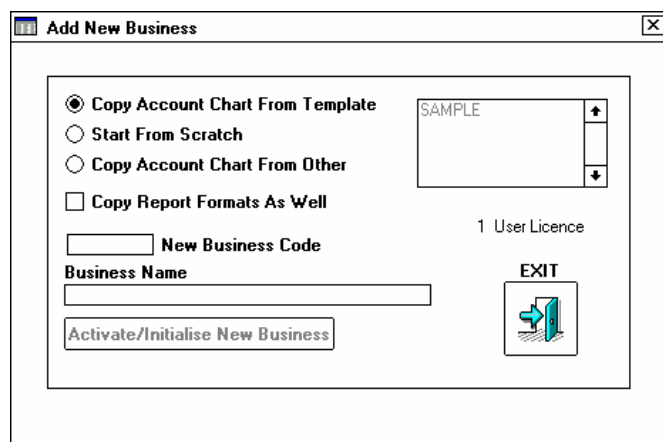 Add New Business
Copy Account Chart From Template
SAMPLE
Start From Scratch
Copy Account Chart From Other
Copy Report Formats As Well
1 User Licence
New Business Code
Business Name
EXIT
Activate/Initialise New Business